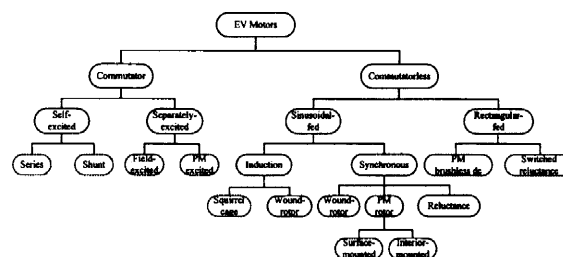 EV Motors
Commutator
Commutatorless
Self-
excited
Separately-
excited
Sinusoidal-
fed
Rectangular-
fed
Series
Shunt
Field-
excited
PM
excited
Induction
Synchronous
PM
brushless dc
Switched
reluctance
Squirrel
cage
Wound-
rotor
Wound-
rotor
PM
rotor
Reluctance
Surface-
mounted
Interior-
mounted